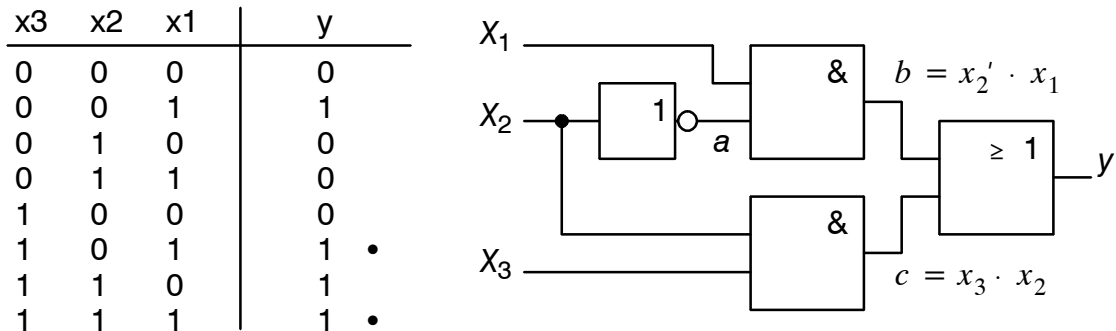 x3 x2 x1 y
0 0 0 0
0 0 1 1
0 1 0 0
0 1 1 0
1 0 0 0
1 0 1 1 •
1 1 0 1
1 1 1 1 •
X1
X2
X3
1
a
&
b = x2' · x1
&
c = x3 · x2
≥ 1
y